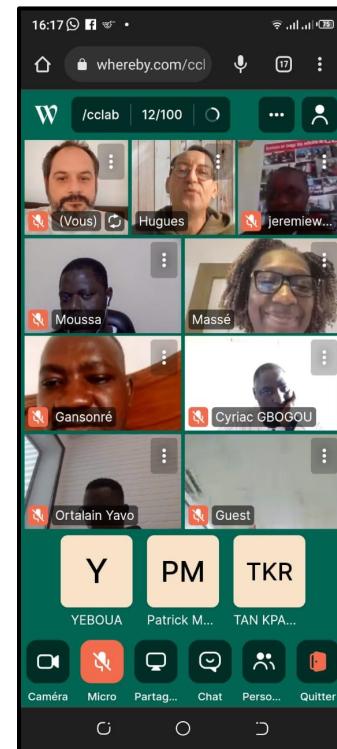 16:17
75
whereby.com/ccl
17
W
/cclab
12/100
(Vous)
Hugues
jeremiew...
Moussa
Massé
Gansonré
Cyriac GBOGOU
Ortalain Yavo
Guest
Y
PM
TKR
YEBOUA
Patrick M...
TAN KPA...
Caméra
Micro
Partag...
Chat
Perso...
Quitter